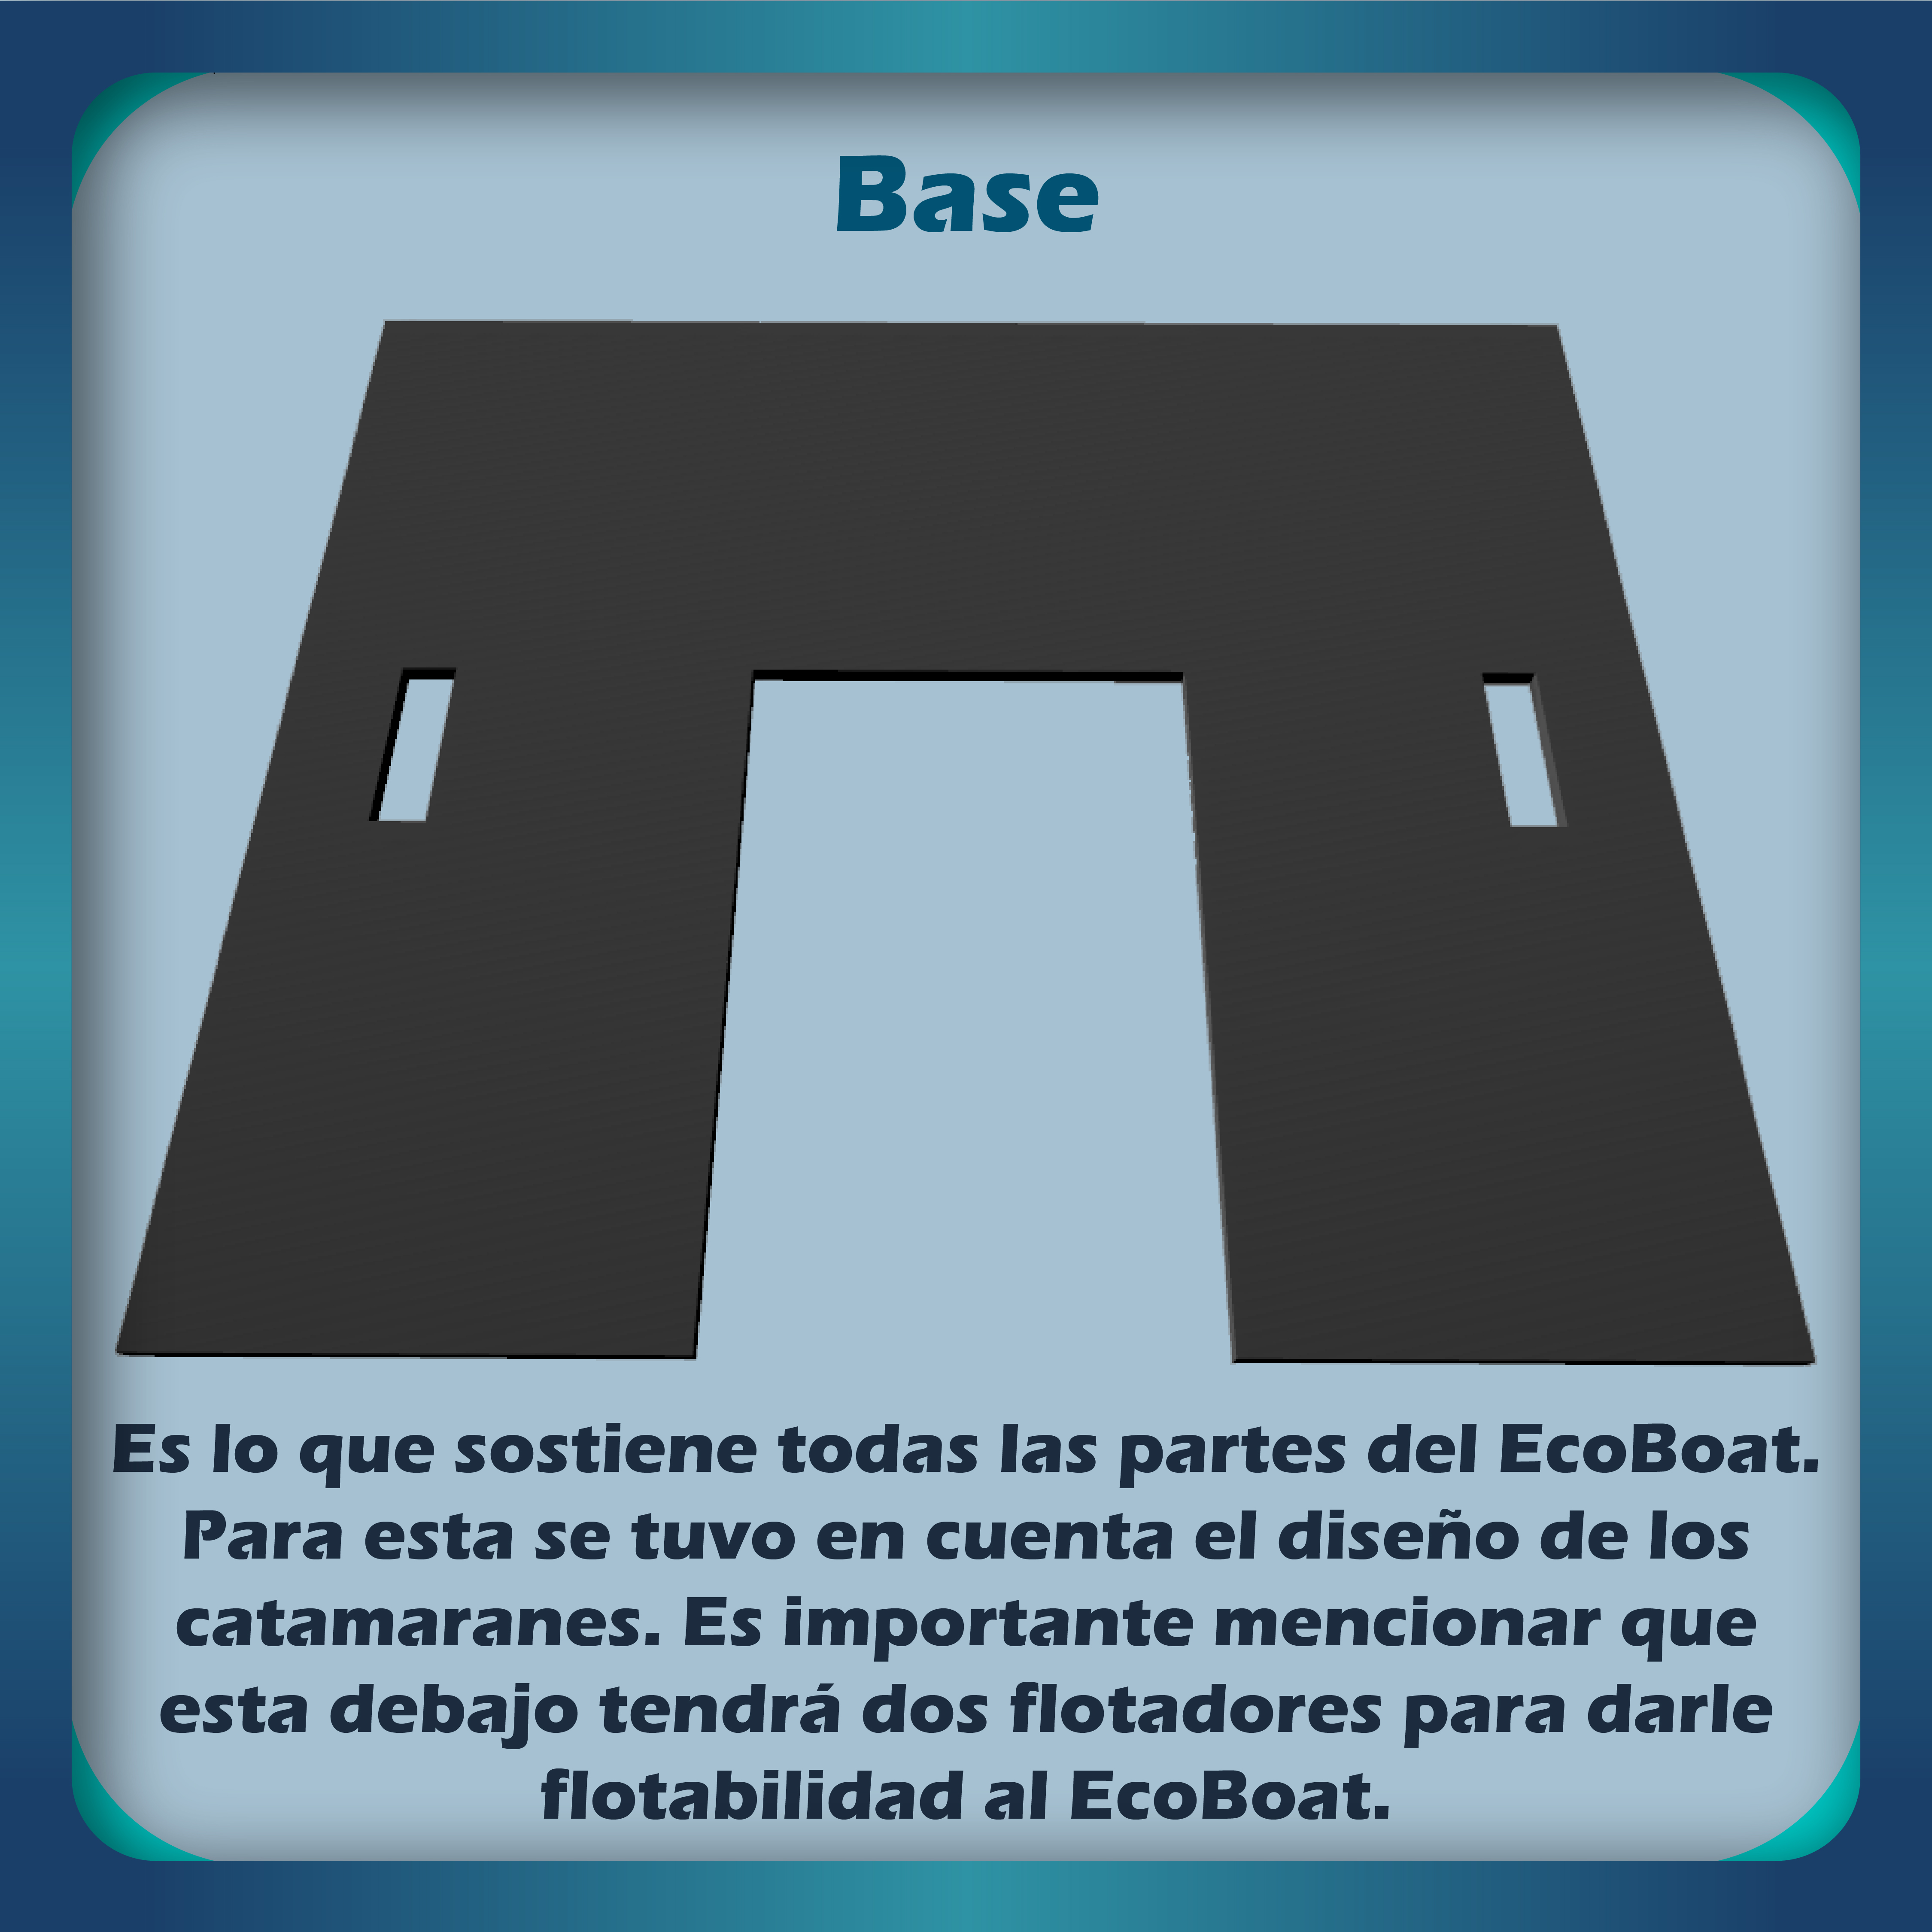 Base
Es lo que sostiene todas las partes del EcoBoat.
Para esta se tuvo en cuenta el diseño de los
catamaranes. Es importante mencionar que
esta debajo tendrá dos flotadores para darle
flotabilidad al EcoBoat.